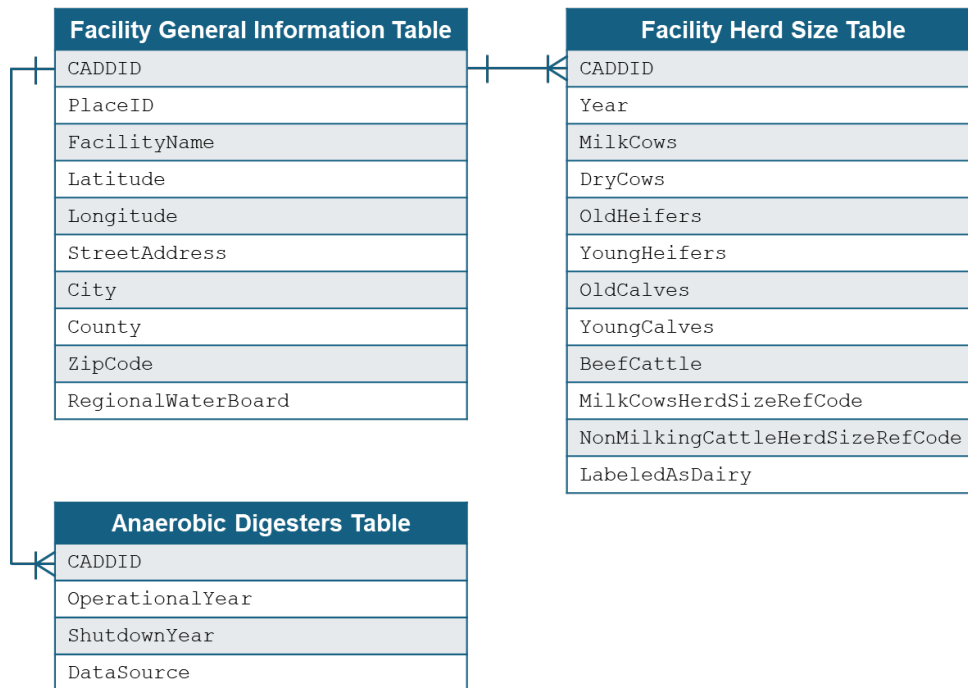 Facility General Information Table
CADDID
PlaceID
FacilityName
Latitude
Longitude
StreetAddress
City
County
ZipCode
RegionalWaterBoard
Facility Herd Size Table
CADDID
Year
MilkCows
DryCows
OldHeifers
YoungHeifers
OldCalves
YoungCalves
BeefCattle
MilkCowsHerdSizeRefCode
NonMilkingCattleHerdSizeRefCode
LabeledAsDairy
Anaerobic Digesters Table
CADDID
OperationalYear
ShutdownYear
DataSource